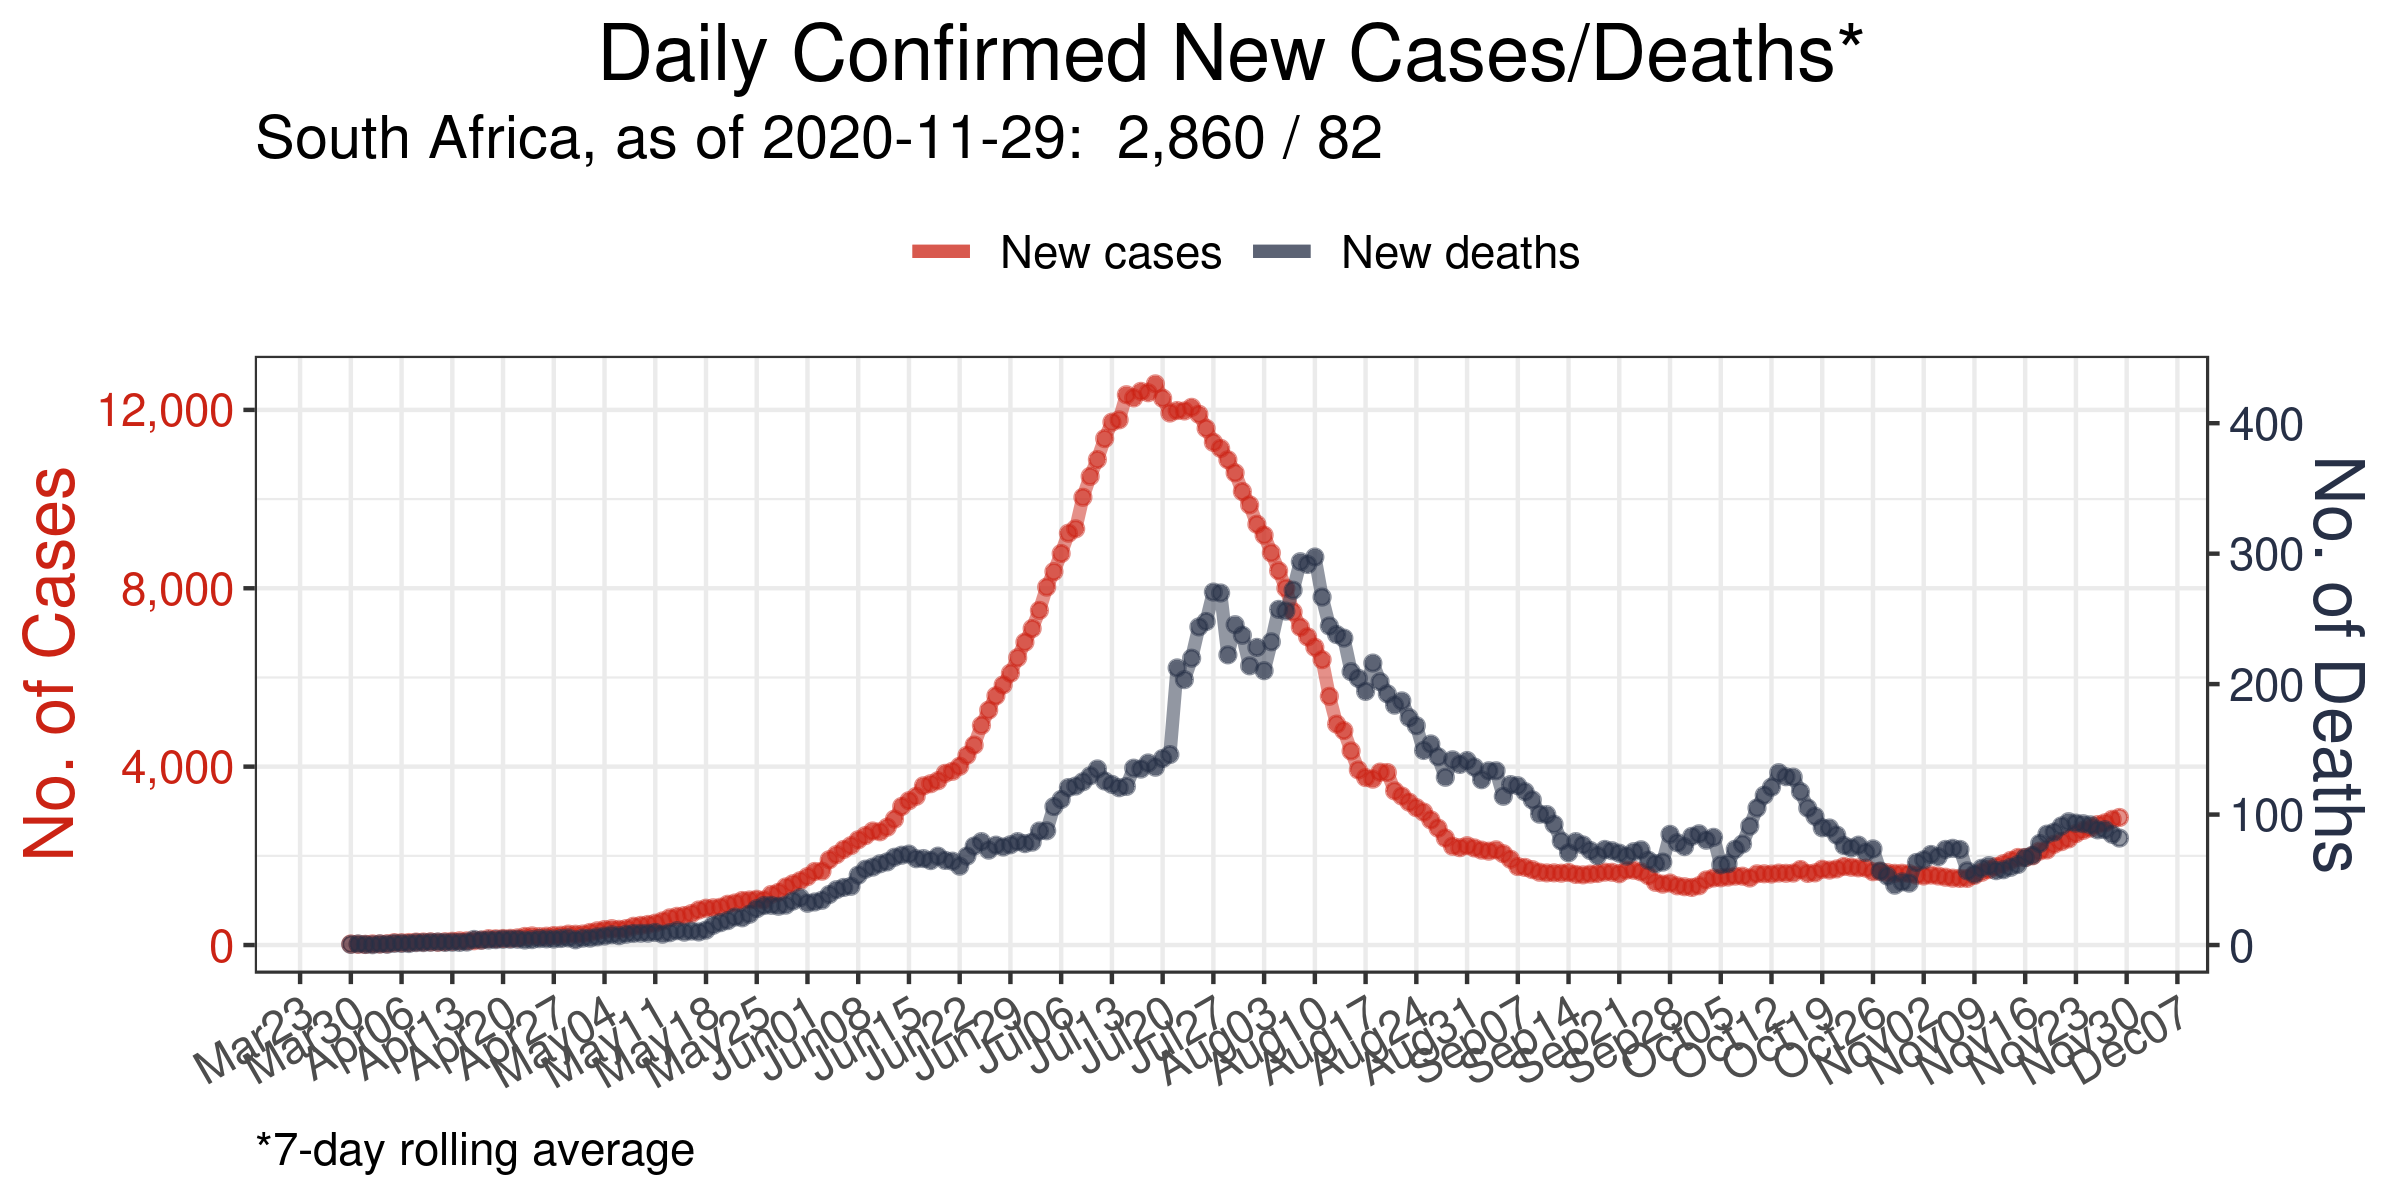 Daily Confirmed New Cases/Deaths*
South Africa, as of 2020-11-29:  2,860 / 82
New cases
New deaths
No. of Cases
12,000
8,000
4,000
0
400
300
200
100
0
No. of Deaths
Mar23
Mar30
Apr06
Apr13
Apr20
Apr27
May04
May11
May18
May25
Jun01
Jun08
Jun15
Jun22
Jun29
Jul06
Jul13
Jul20
Jul27
Aug03
Aug10
Aug17
Aug24
Aug31
Sep07
Sep14
Sep21
Sep28
Oct05
Oct12
Oct19
Oct26
Nov02
Nov09
Nov16
Nov23
Nov30
Dec07
*7-day rolling average